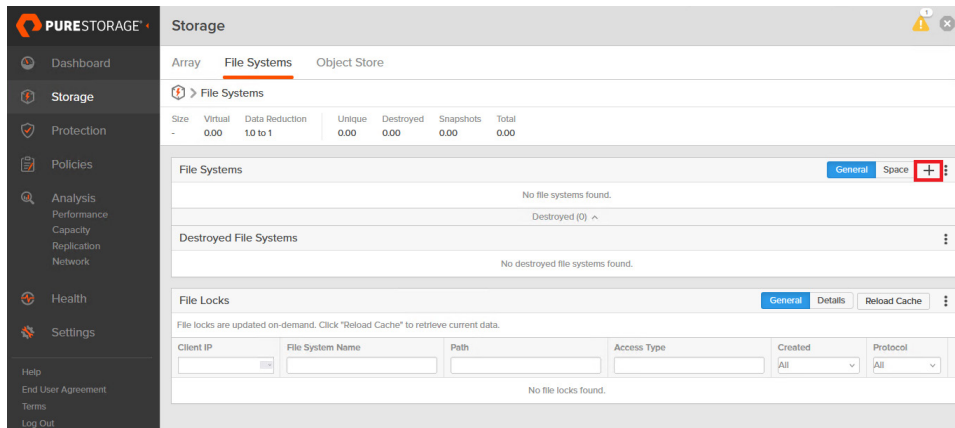 PURESTORAGE®
Dashboard
Storage
Protection
Policies
Analysis
Performance
Capacity
Replication
Network
Health
Settings
Help
End User Agreement
Terms
Log Out
Storage
1
Array File Systems Object Store
> File Systems
Size Virtual Data Reduction Unique Destroyed Snapshots Total
- 0.00 1.0 to 1 0.00 0.00 0.00 0.00
File Systems General Space +
No file systems found.
Destroyed (0)
Destroyed File Systems
No destroyed file systems found.
File Locks General Details Reload Cache
File locks are updated on-demand. Click "Reload Cache" to retrieve current data.
Client IP File System Name Path Access Type Created Protocol
All All
No file locks found.